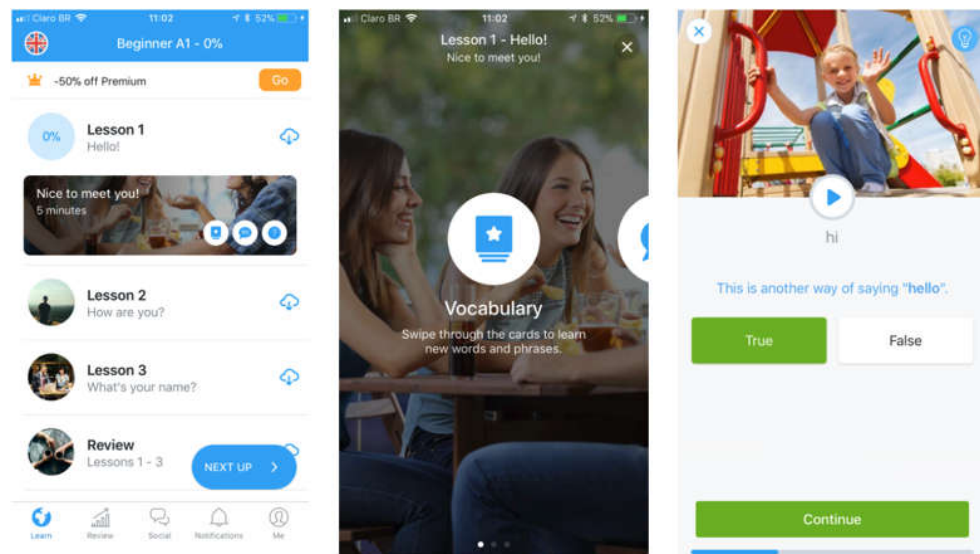 Claro BR 11:02 52%
Beginner A1 - 0%
-50% off Premium Go
0% Lesson 1
Hello!
Nice to meet you!
5 minutes
Lesson 2
How are you?
Lesson 3
What's your name?
Review
Lessons 1 - 3
NEXT UP
Learn Review Social Notifications Me
Claro BR 11:02 52%
Lesson 1 - Hello!
Nice to meet you!
Vocabulary
Swipe through the cards to learn
new words and phrases.
hi
This is another way of saying "hello".
True False
Continue